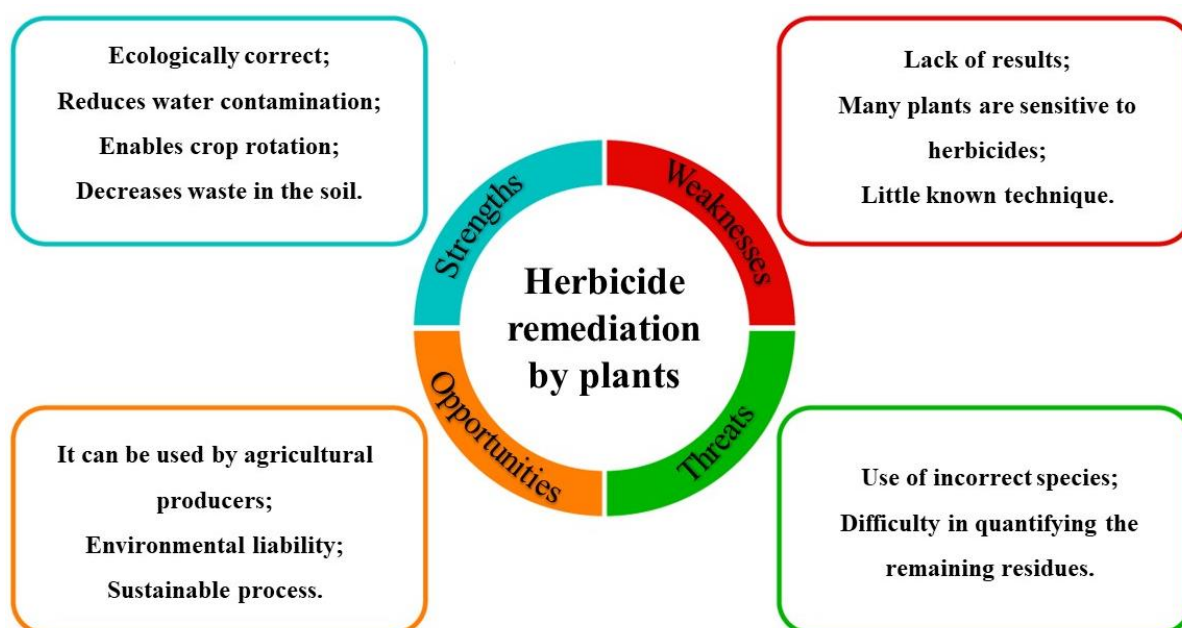 Ecologically correct;
Reduces water contamination;
Enables crop rotation;
Decreases waste in the soil.
Lack of results;
Many plants are sensitive to
herbicides;
Little known technique.
Strengths
Weaknesses
Herbicide
remediation
by plants
Opportunities
Threats
It can be used by agricultural
producers;
Environmental liability;
Sustainable process.
Use of incorrect species;
Difficulty in quantifying the
remaining residues.